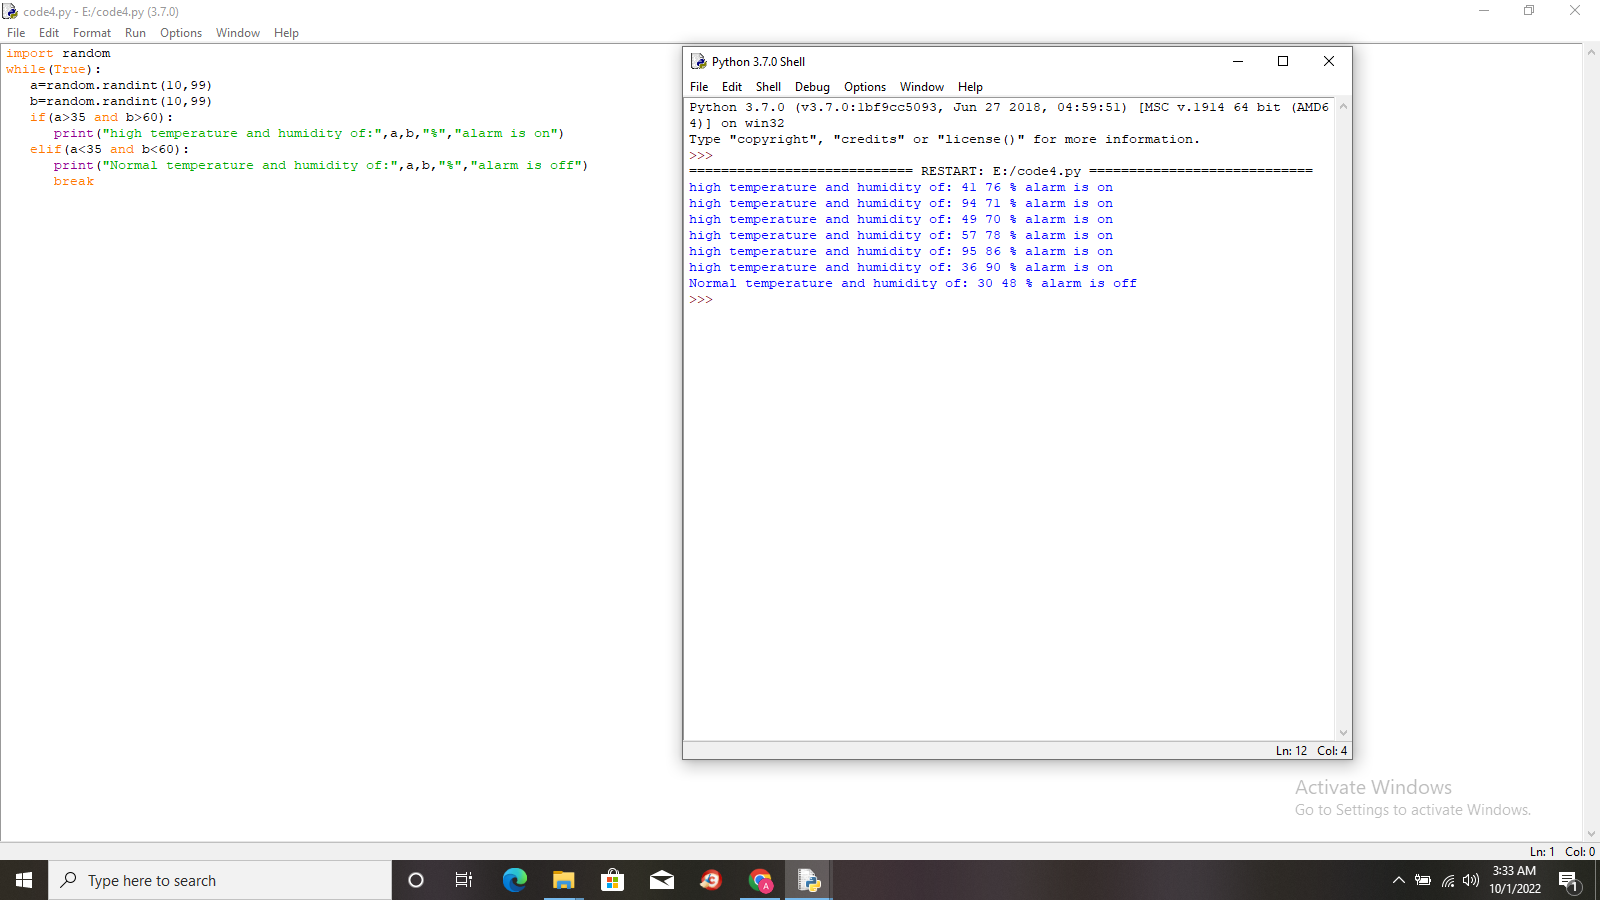 code4.py - E:/code4.py (3.7.0)
File Edit Format Run Options Window Help
import random
while(True):
   a=random.randint(10,99)
   b=random.randint(10,99)
   if(a>35 and b>60):
      print("high temperature and humidity of:",a,b,"%","alarm is on")
   elif(a<35 and b<60):
      print("Normal temperature and humidity of:",a,b,"%","alarm is off")
      break
Python 3.7.0 Shell
File Edit Shell Debug Options Window Help
Python 3.7.0 (v3.7.0:1bf9cc5093, Jun 27 2018, 04:59:51) [MSC v.1914 64 bit (AMD6
4)] on win32
Type "copyright", "credits" or "license()" for more information.
>>>
============================ RESTART: E:/code4.py ============================
high temperature and humidity of: 41 76 % alarm is on
high temperature and humidity of: 94 71 % alarm is on
high temperature and humidity of: 49 70 % alarm is on
high temperature and humidity of: 57 78 % alarm is on
high temperature and humidity of: 95 86 % alarm is on
high temperature and humidity of: 36 90 % alarm is on
Normal temperature and humidity of: 30 48 % alarm is off
>>>
Ln: 12 Col: 4
Activate Windows
Go to Settings to activate Windows.
Ln: 1 Col: 0
Type here to search
A
3:33 AM
10/1/2022
1